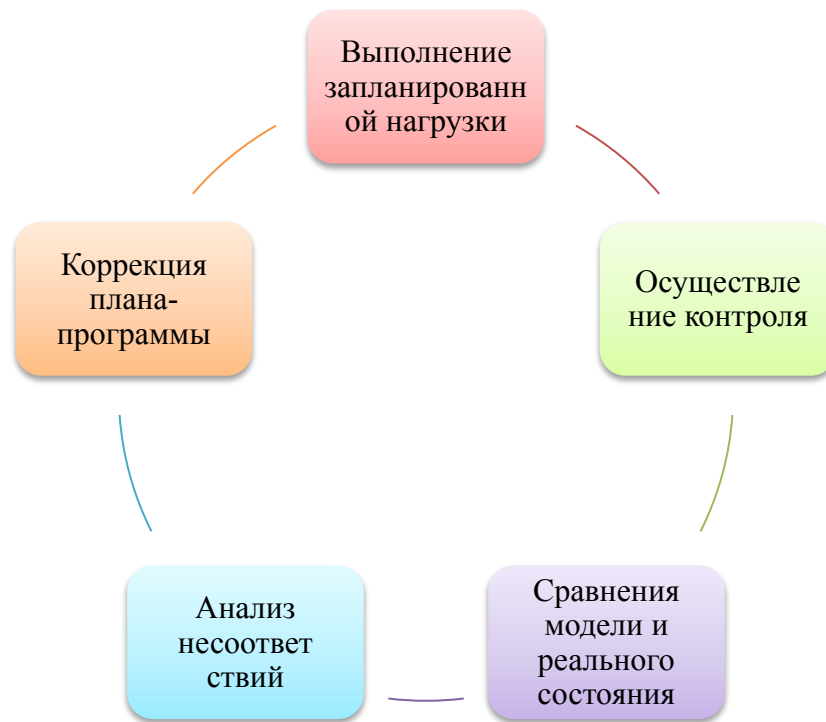 Выполнение
запланированн
ой нагрузки
Осуществле
ние контроля
Сравнения
модели и
реального
состояния
Анализ
несоответ
ствий
Коррекция
плана-
программы